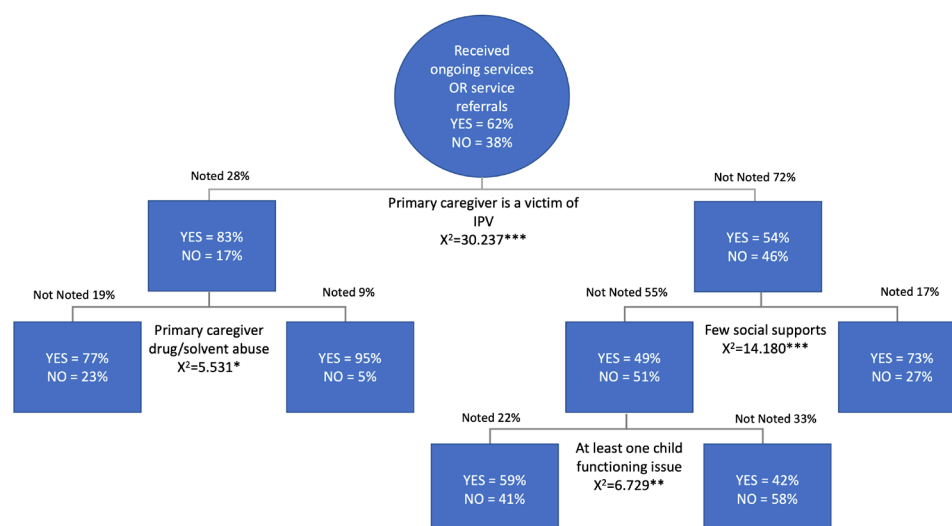 Received
ongoing services
OR service
referrals
YES = 62%
NO = 38%
Noted 28%
Not Noted 72%
Primary caregiver is a victim of
IPV
X²=30.237***
YES = 83%
NO = 17%
YES = 54%
NO = 46%
Not Noted 19%
Noted 9%
Not Noted 55%
Noted 17%
YES = 77%
NO = 23%
Primary caregiver
drug/solvent abuse
X²=5.531*
YES = 95%
NO = 5%
YES = 49%
NO = 51%
Few social supports
X²=14.180***
YES = 73%
NO = 27%
Noted 22%
Not Noted 33%
YES = 59%
NO = 41%
At least one child
functioning issue
X²=6.729**
YES = 42%
NO = 58%